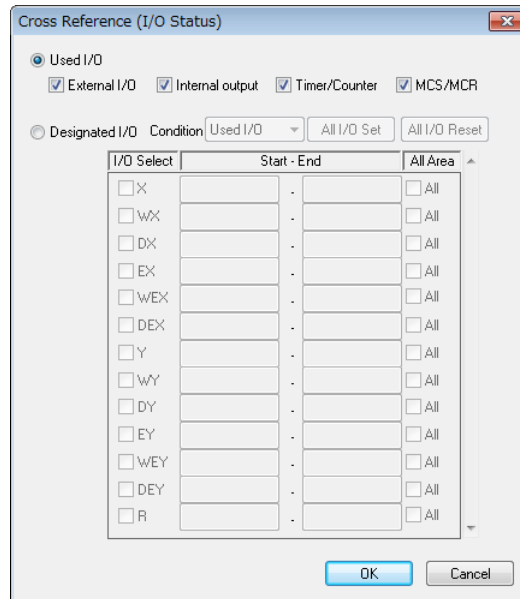 Cross Reference (I/O Status)
Used I/O
External I/O Internal output Timer/Counter MCS/MCR
Designated I/O Condition Used I/O All I/O Set All I/O Reset
I/O Select Start - End All Area
X . All
WX . All
DX . All
EX . All
WEX . All
DEX . All
Y . All
WY . All
DY . All
EY . All
WEY . All
DEY . All
R . All
OK Cancel